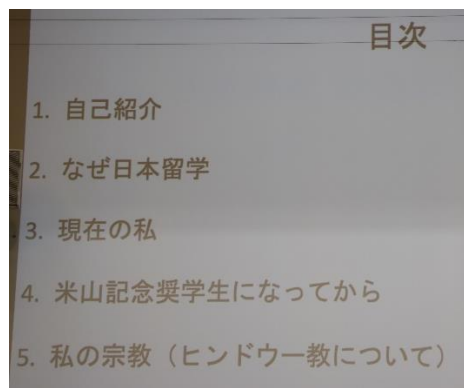 目次
1. 自己紹介
2. なぜ日本留学
3. 現在の私
4. 米山記念奨学生になってから
5. 私の宗教（ヒンドウー教について）